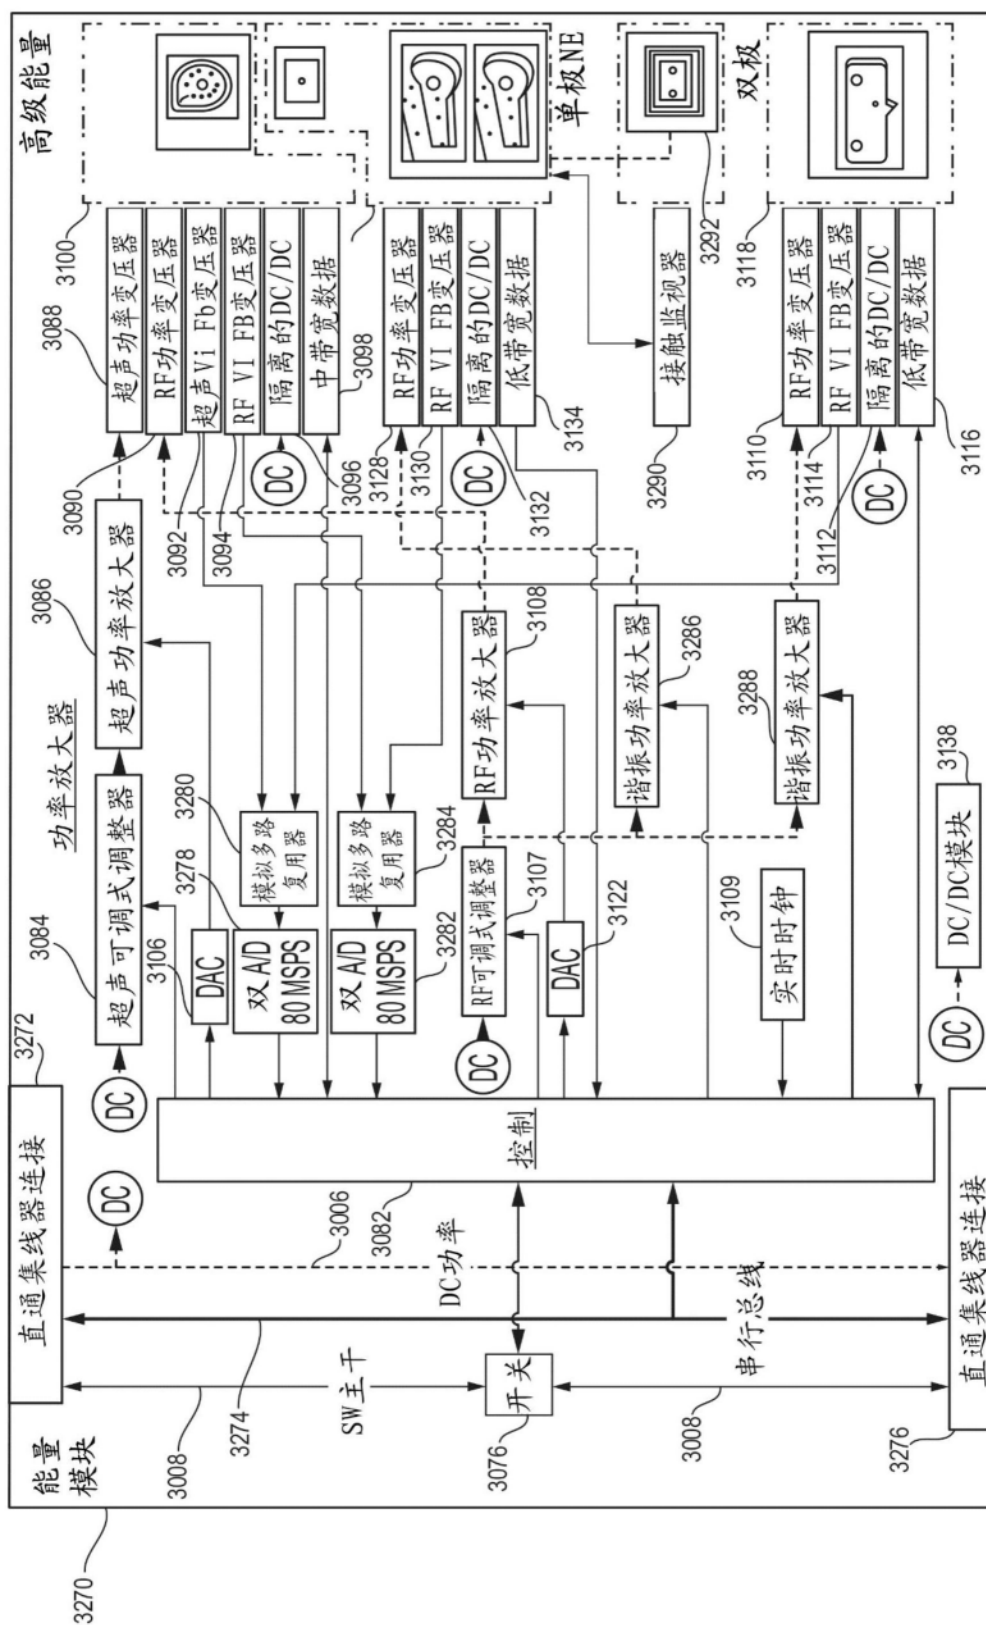 3270
能量
模块
3272
直通集线器连接
3008
SW主干
3274
3006
DC功率
3082
3076
开关
3008
串行总线
3276
直通集线器连接
DC
DC
控制
功率放大器
3084
超声可调式调整器
3086
超声功率放大器
3106
DAC
3278
双A/D
80 MSPS
3280
模拟多路
复用器
3282
双A/D
80 MSPS
3284
模拟多路
复用器
DC
RF可调式调整器
3107
3108
RF功率放大器
DAC
3122
3286
谐振功率放大器
3288
谐振功率放大器
3109
实时时钟
DC
DC/DC模块
3138
高级能量
3100
3088
超声功率变压器
3090
RF功率变压器
3092
超声Vi Fb变压器
3094
RF VI FB变压器
3096
隔离的DC/DC
DC
3098
中带宽数据
单极NE
3128
RF功率变压器
3130
RF VI FB变压器
3132
隔离的DC/DC
DC
3134
低带宽数据
3290
接触监视器
3292
双极
3118
3110
RF功率变压器
3114
RF VI FB变压器
3112
隔离的DC/DC
DC
3116
低带宽数据